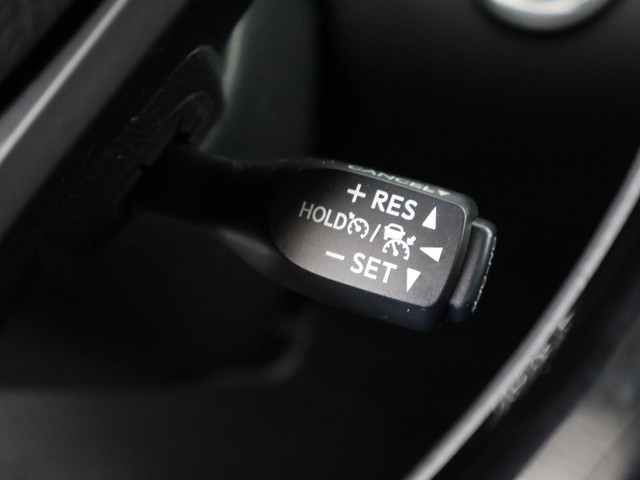 CANCEL▼
+ RES ▲
HOLD / ◀
− SET ▼